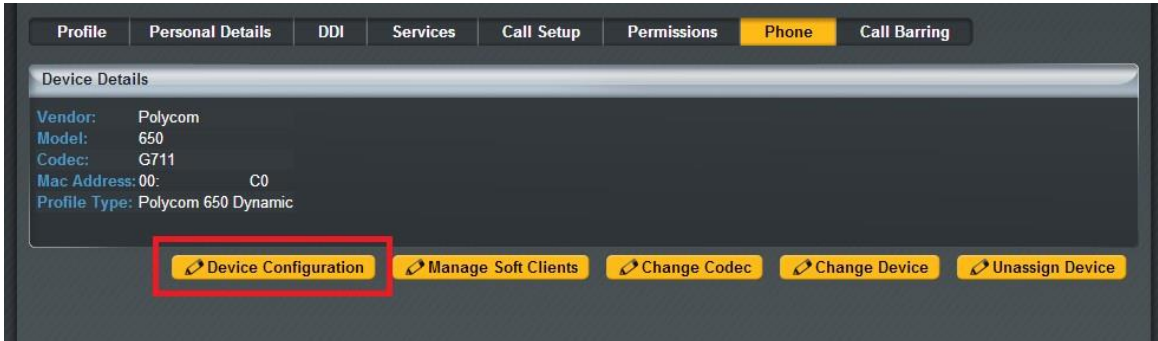 Profile Personal Details DDI Services Call Setup Permissions Phone Call Barring
Device Details
Vendor: Polycom
Model: 650
Codec: G711
Mac Address: 00: C0
Profile Type: Polycom 650 Dynamic
Device Configuration Manage Soft Clients Change Codec Change Device Unassign Device